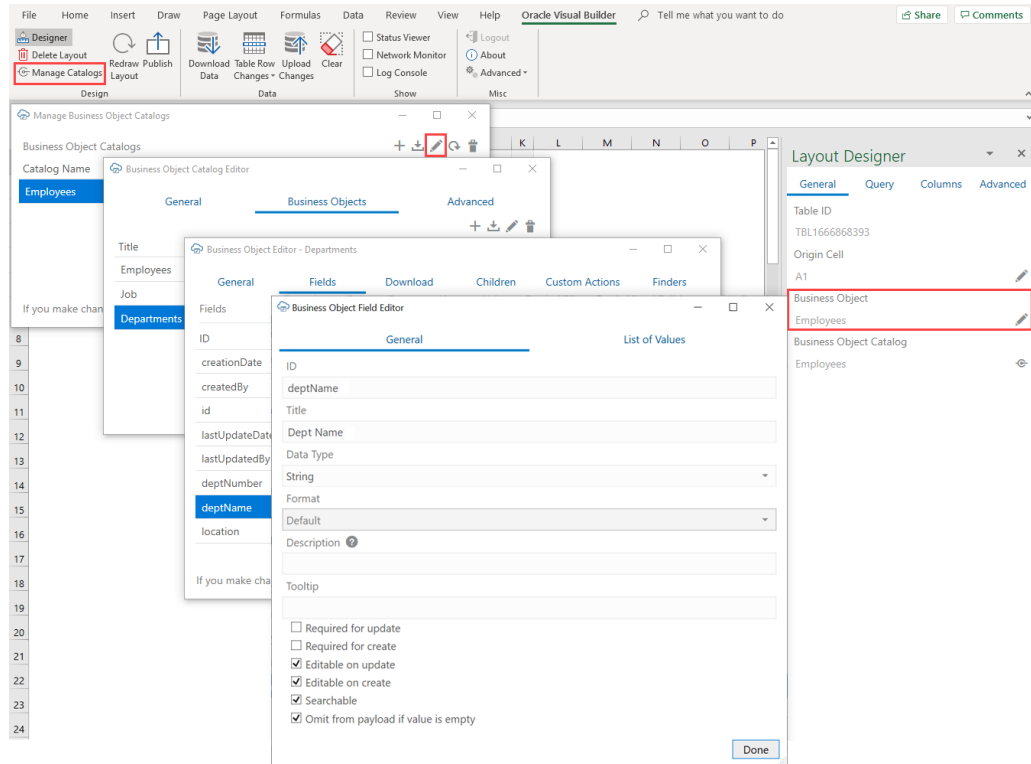 File Home Insert Draw Page Layout Formulas Data Review View Help Oracle Visual Builder Tell me what you want to do Share Comments
Designer
Delete Layout
Manage Catalogs
Redraw Layout
Publish
Design
Download Data
Table Row Changes
Upload Changes
Clear
Data
Status Viewer
Network Monitor
Log Console
Show
Logout
About
Advanced
Misc
K L M N O P
8
9
10
11
12
13
14
15
16
17
18
19
20
21
22
23
24
Manage Business Object Catalogs
Business Object Catalogs
Catalog Name
Employees
If you make chan
Business Object Catalog Editor
General Business Objects Advanced
Title
Employees
Job
Departments
Business Object Editor - Departments
General Fields Download Children Custom Actions Finders
Fields
ID
creationDate
createdBy
id
lastUpdateDate
lastUpdatedBy
deptNumber
deptName
location
If you make cha
Business Object Field Editor
General List of Values
ID
deptName
Title
Dept Name
Data Type
String
Format
Default
Description ?
Tooltip
Required for update
Required for create
Editable on update
Editable on create
Searchable
Omit from payload if value is empty
Done
Layout Designer
General Query Columns Advanced
Table ID
TBL1666868393
Origin Cell
A1
Business Object
Employees
Business Object Catalog
Employees